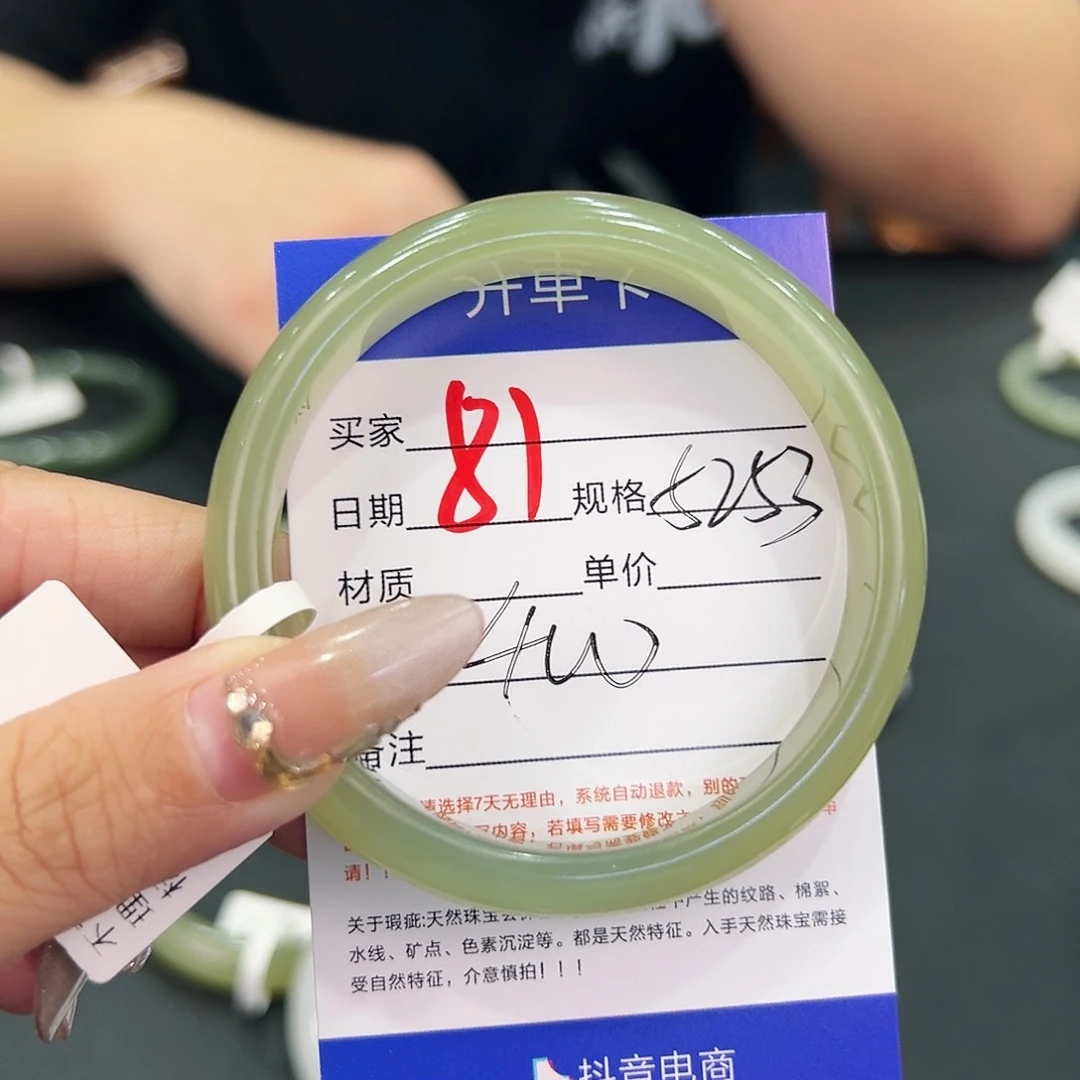 开单卡
买家
81
日期 规格 5253
材质 单价
400
备注
请选择7天无理由，系统自动退款，别的
内容，若填写需要修改
请！！
关于瑕疵:天然珠宝 产生的纹路、棉絮、
水线、矿点、色素沉淀等。都是天然特征。入手天然珠宝需接
受自然特征，介意慎拍！！！
抖音电商
不